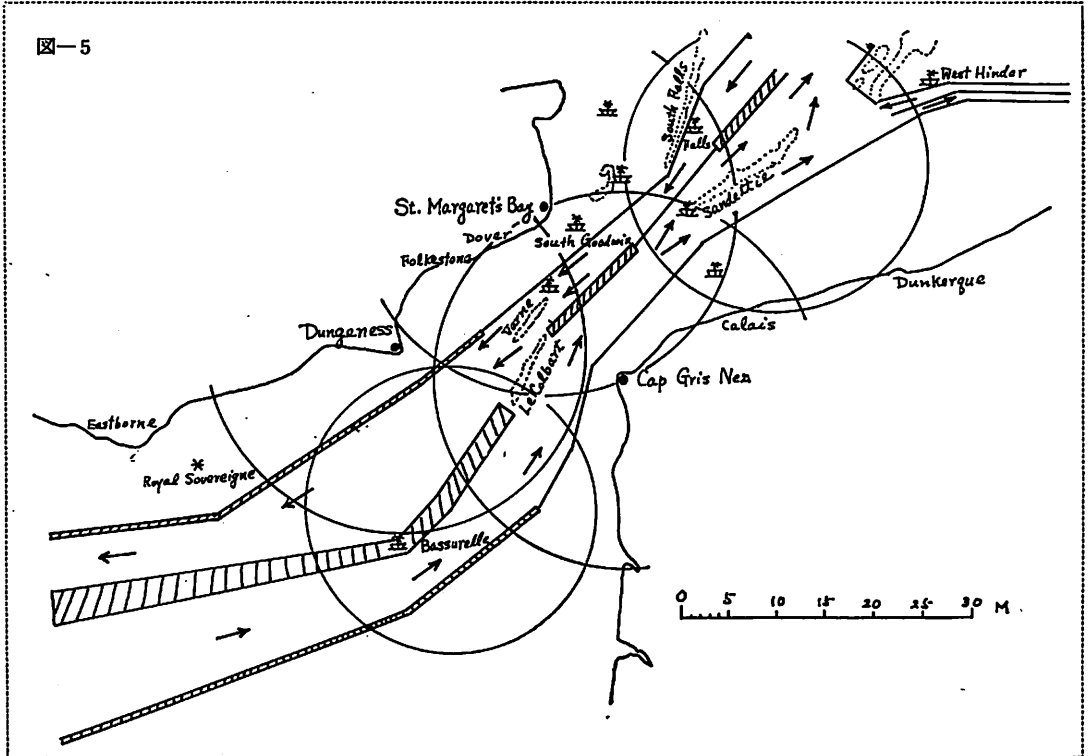 図―5
West Hinder
South Falls
Falls
St. Margaret's Bay
Sandettie
Dover
South Goodwin
Folkestone
Dunkerque
Varne
Calais
Dungeness
Le Colbart
Cap Gris Nez
Eastborne
Royal Sovereigne
Bassurelle
0 5 10 15 20 25 30 M